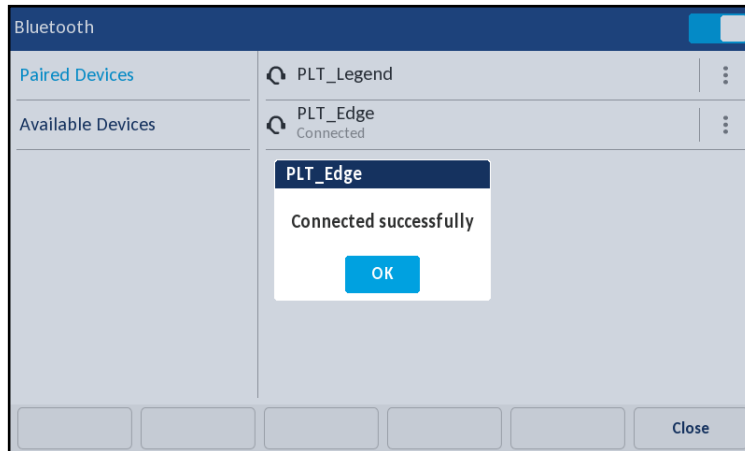 Bluetooth
Paired Devices
Available Devices
PLT_Legend
PLT_Edge
Connected
PLT_Edge
Connected successfully
OK
Close